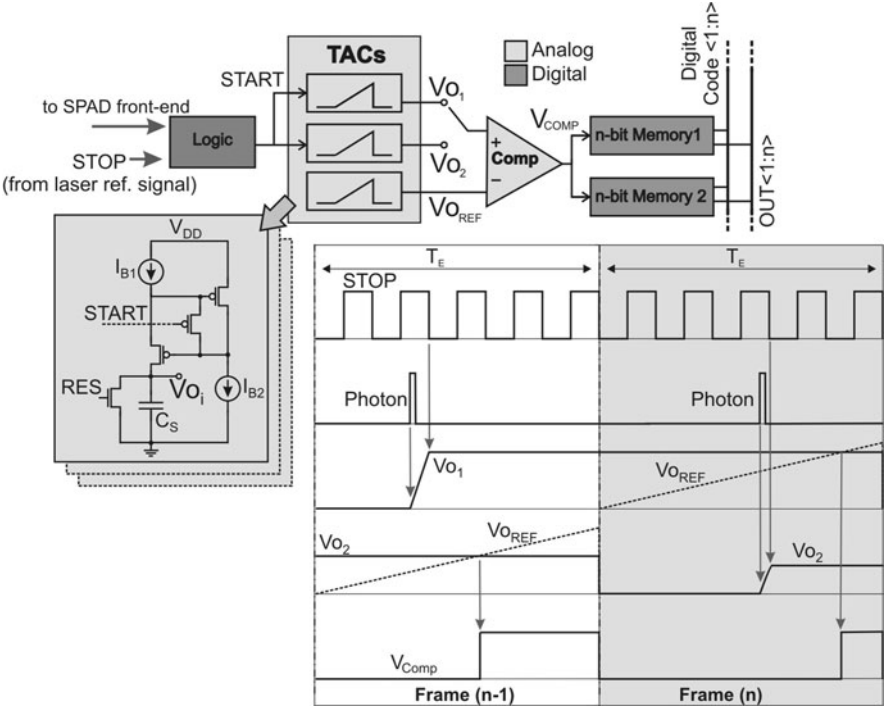 TACs
Analog
Digital
START
to SPAD front-end
Logic
STOP
(from laser ref. signal)
Vo1
Vo2
VoREF
+
Comp
−
VCOMP
n-bit Memory1
n-bit Memory 2
Digital
Code <1:n>
OUT<1:n>
VDD
IB1
START
RES
Voi
IB2
CS
TE
TE
STOP
Photon
Photon
Vo1
VoREF
Vo2
VoREF
Vo2
VComp
Frame (n-1)
Frame (n)